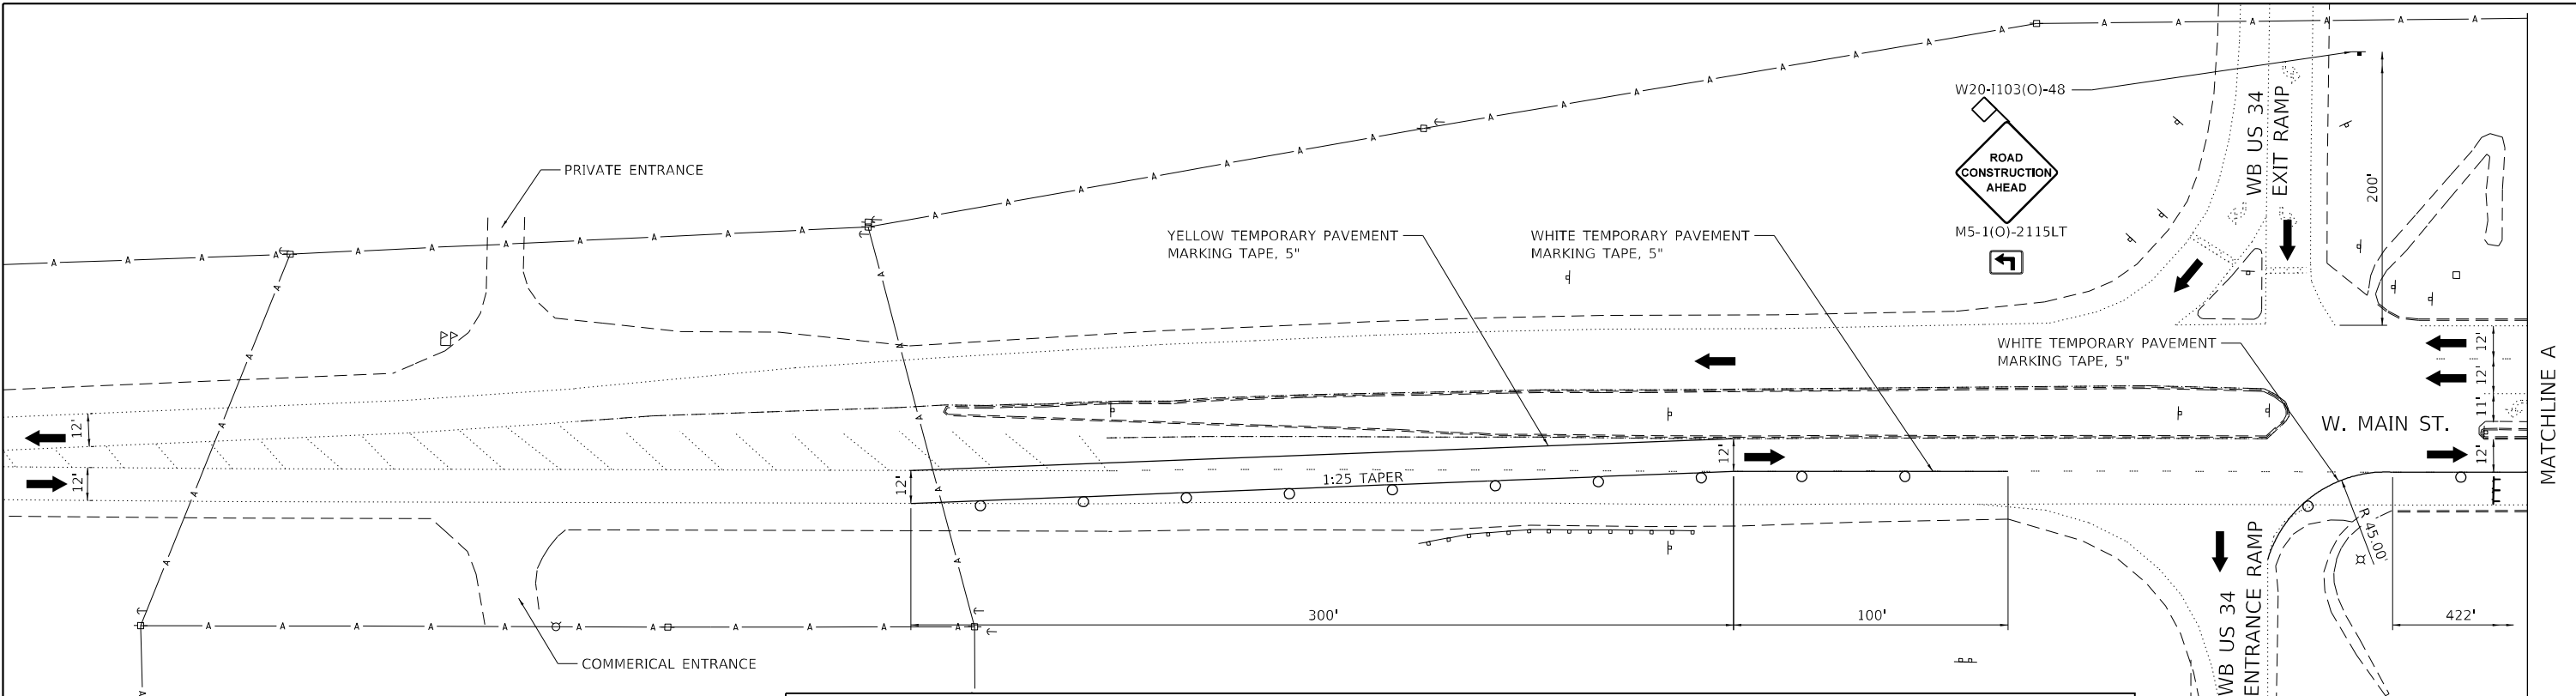 W20-I103(O)-48
ROAD
CONSTRUCTION
AHEAD
M5-1(O)-2115LT
WB US 34
EXIT RAMP
200'
PRIVATE ENTRANCE
YELLOW TEMPORARY PAVEMENT
MARKING TAPE, 5"
WHITE TEMPORARY PAVEMENT
MARKING TAPE, 5"
WHITE TEMPORARY PAVEMENT
MARKING TAPE, 5"
12'
12'
11'
12'
W. MAIN ST.
MATCHLINE A
12'
12'
12'
12'
1:25 TAPER
R 45.00'
300'
100'
422'
WB US 34
ENTRANCE RAMP
COMMERICAL ENTRANCE
A A A A A A A A A A A
A A A A A A A A A A A A A A A A
A A A A
A A A A A
A A A A A A A A A A
A